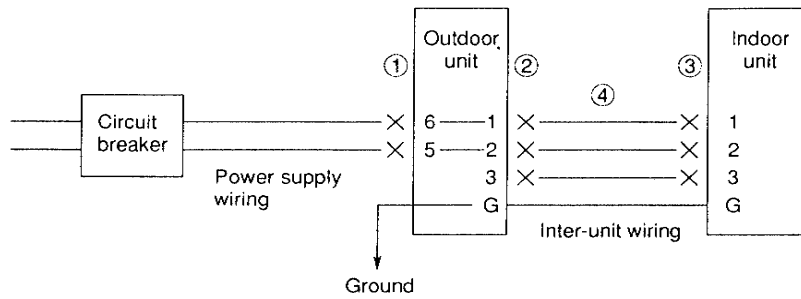 Outdoor
unit
Indoor
unit
① ② ③
④
Circuit
breaker
6 1 1
5 2 2
3 3
G G
Power supply
wiring
Inter-unit wiring
Ground